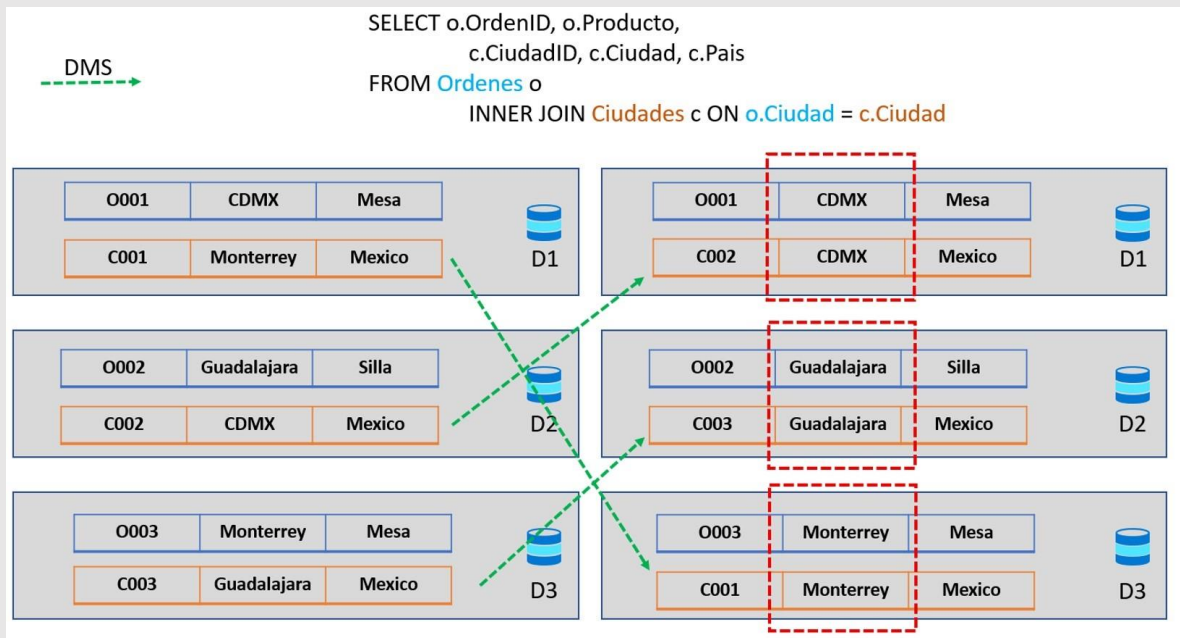 SELECT o.OrdenID, o.Producto,
c.CiudadID, c.Ciudad, c.Pais
DMS
FROM Ordenes o
INNER JOIN Ciudades c ON o.Ciudad = c.Ciudad
O001 CDMX Mesa
C001 Monterrey Mexico
D1
O001 CDMX Mesa
C002 CDMX Mexico
D1
O002 Guadalajara Silla
C002 CDMX Mexico
D2
O002 Guadalajara Silla
C003 Guadalajara Mexico
D2
O003 Monterrey Mesa
C003 Guadalajara Mexico
D3
O003 Monterrey Mesa
C001 Monterrey Mexico
D3